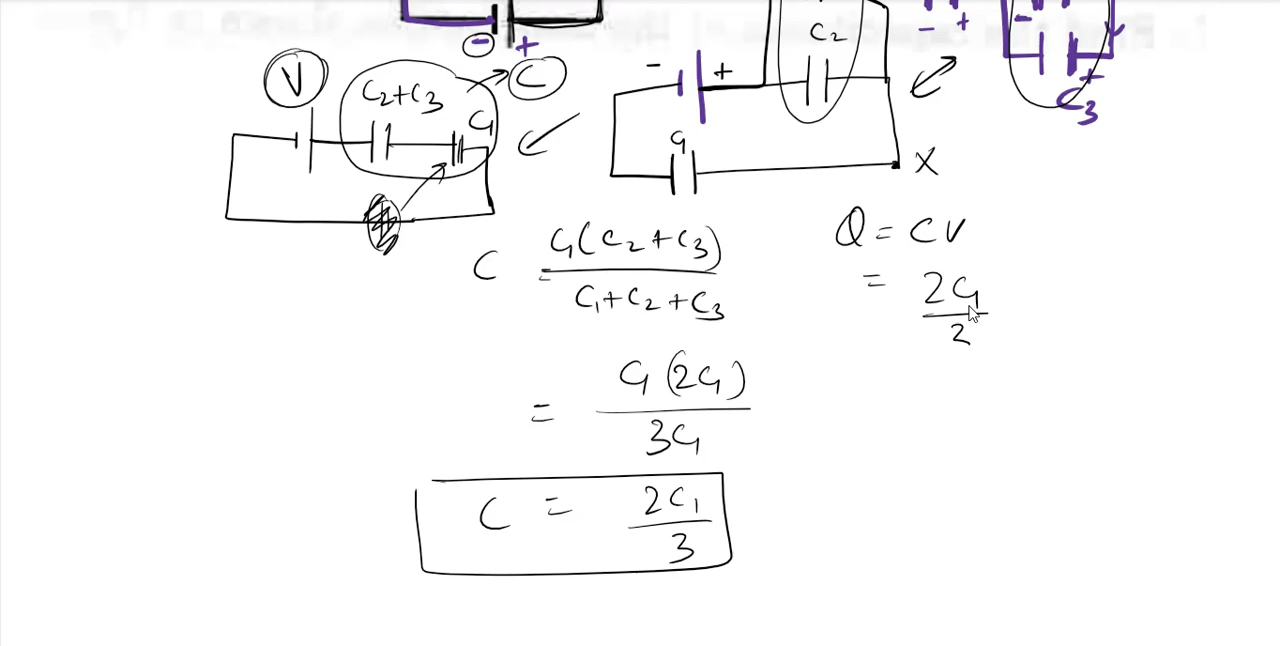 - +
V
C2+C3
C
C1
- +
C2
C1
X
- +
- +
C3
C = C1(C2+C3) / C1+C2+C3
= C1(2C1) / 3C1
C = 2C1 / 3
Q = CV
= 2C1 / 2